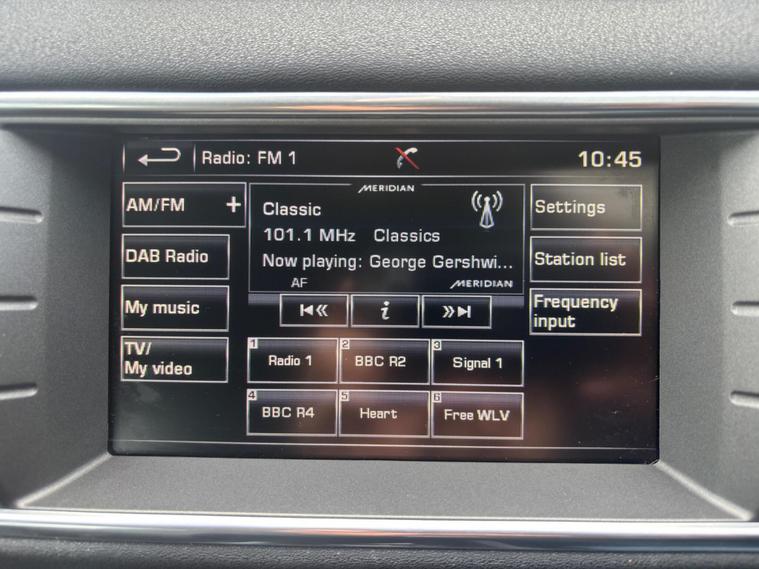 Radio: FM 1
10:45
AM/FM +
DAB Radio
My music
TV/
My video
MERIDIAN
Classic
101.1 MHz Classics
Now playing: George Gershwi...
AF
MERIDIAN
i
Settings
Station list
Frequency
input
1 Radio 1
2 BBC R2
3 Signal 1
4 BBC R4
5 Heart
6 Free WLV